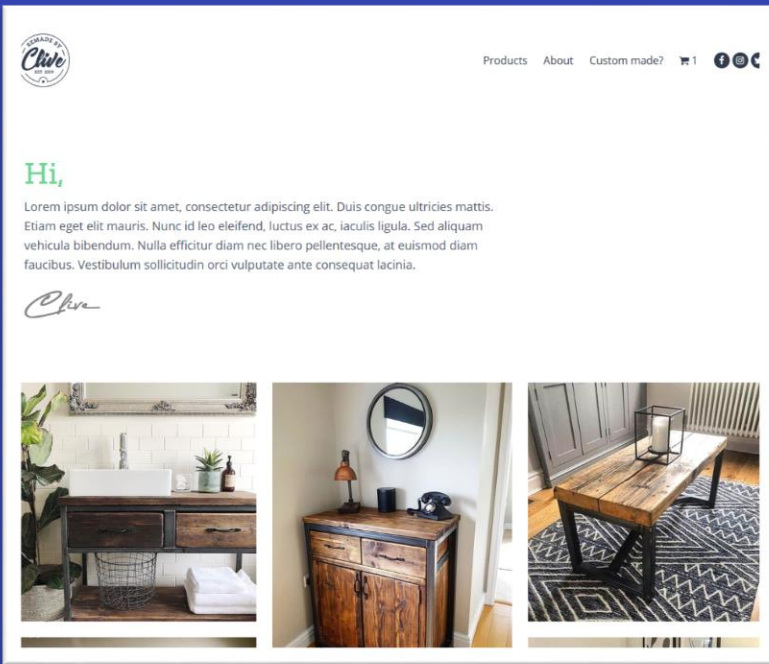 REMADE BY
Clive
EST 2019
Products About Custom made? 1
Hi,
Lorem ipsum dolor sit amet, consectetur adipiscing elit. Duis congue ultricies mattis.
Etiam eget elit mauris. Nunc id leo eleifend, luctus ex ac, iaculis ligula. Sed aliquam
vehicula bibendum. Nulla efficitur diam nec libero pellentesque, at euismod diam
faucibus. Vestibulum sollicitudin orci vulputate ante consequat lacinia.
Clive